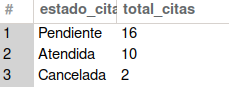 # estado_cita total_citas
1 Pendiente 16
2 Atendida 10
3 Cancelada 2